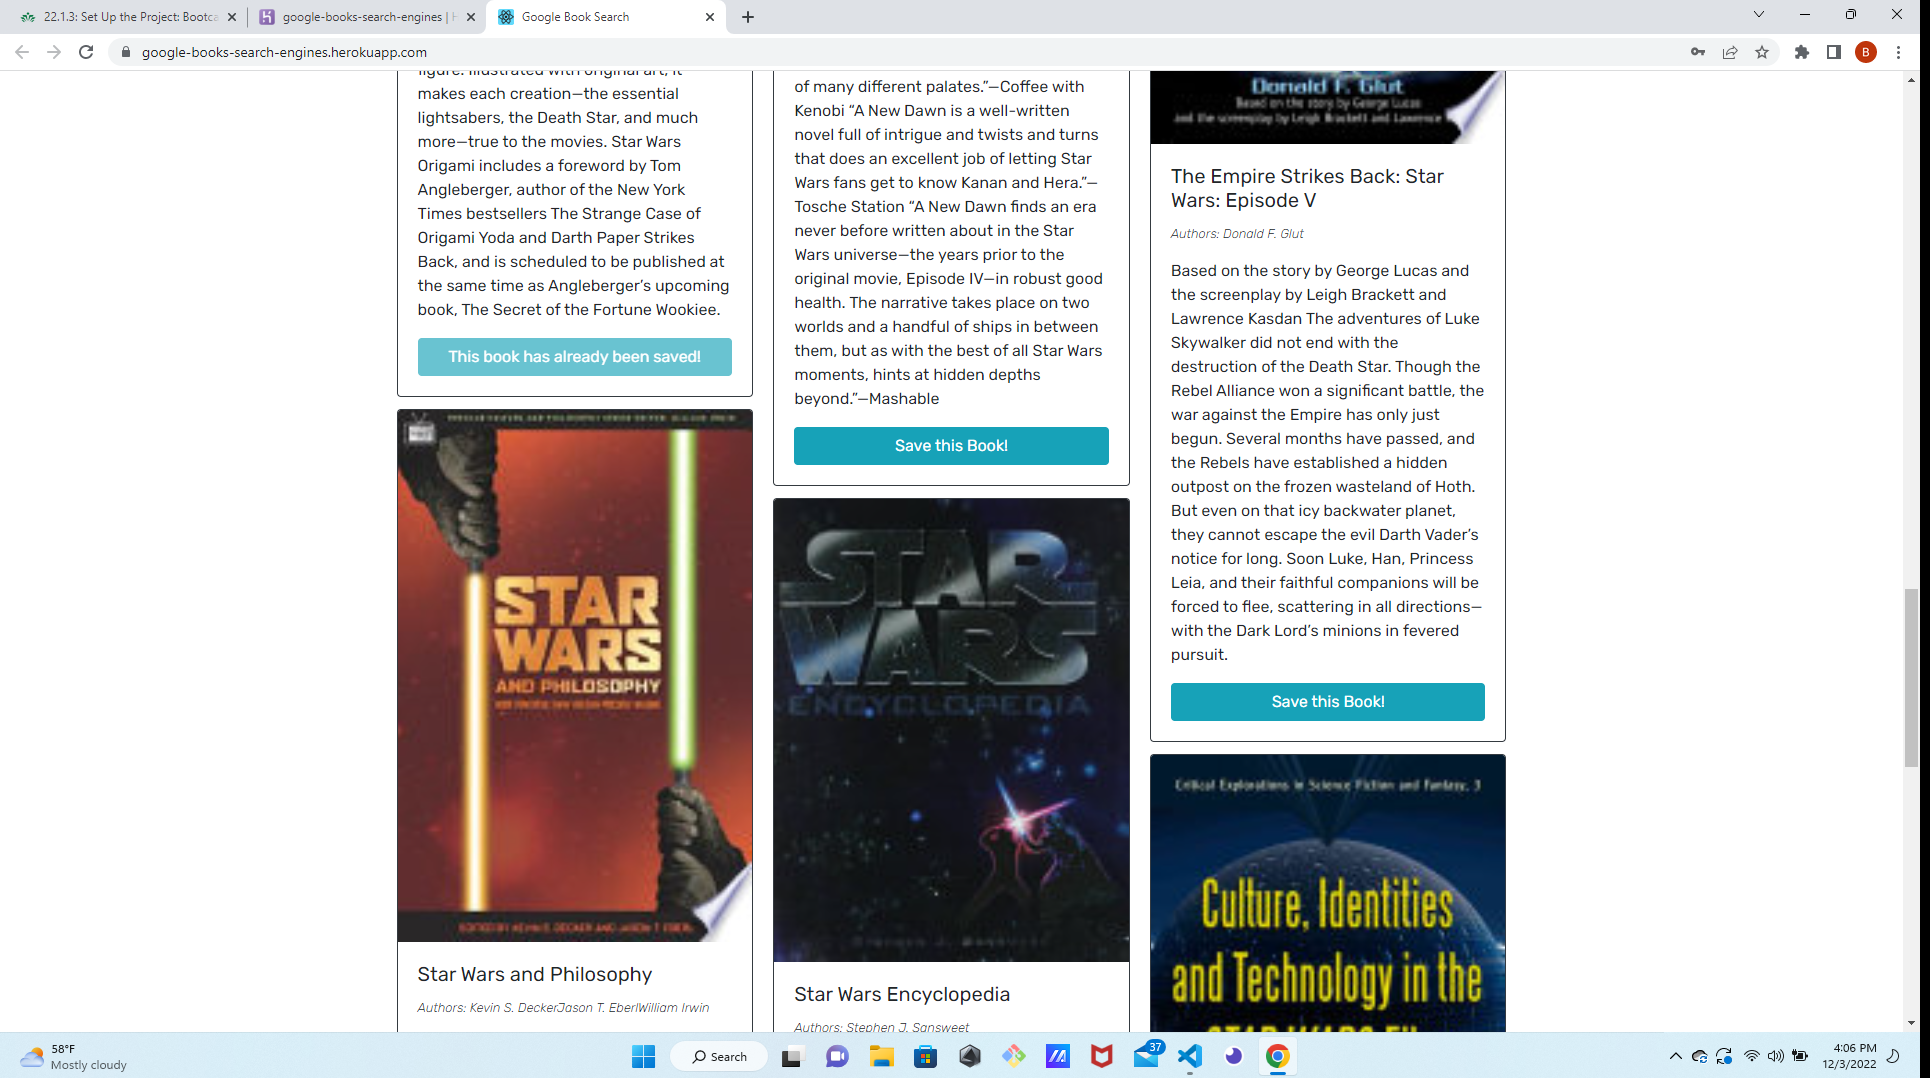 22.1.3: Set Up the Project: Bootca
google-books-search-engines |
Google Book Search
google-books-search-engines.herokuapp.com
B
makes each creation—the essential
lightsabers, the Death Star, and much
more—true to the movies. Star Wars
Origami includes a foreword by Tom
Angleberger, author of the New York
Times bestsellers The Strange Case of
Origami Yoda and Darth Paper Strikes
Back, and is scheduled to be published at
the same time as Angleberger’s upcoming
book, The Secret of the Fortune Wookiee.
This book has already been saved!
STAR
WARS
AND PHILOSOPHY
Star Wars and Philosophy
Authors: Kevin S. DeckerJason T. EberlWilliam Irwin
of many different palates.”—Coffee with
Kenobi “A New Dawn is a well-written
novel full of intrigue and twists and turns
that does an excellent job of letting Star
Wars fans get to know Kanan and Hera.”—
Tosche Station “A New Dawn finds an era
never before written about in the Star
Wars universe—the years prior to the
original movie, Episode IV—in robust good
health. The narrative takes place on two
worlds and a handful of ships in between
them, but as with the best of all Star Wars
moments, hints at hidden depths
beyond.”—Mashable
Save this Book!
STAR
WARS
ENCYCLOPEDIA
Star Wars Encyclopedia
Authors: Stephen J. Sansweet
Donald F. Glut
Based on the story by George Lucas
and the screenplay by Leigh Brackett and Lawrence
The Empire Strikes Back: Star
Wars: Episode V
Authors: Donald F. Glut
Based on the story by George Lucas and
the screenplay by Leigh Brackett and
Lawrence Kasdan The adventures of Luke
Skywalker did not end with the
destruction of the Death Star. Though the
Rebel Alliance won a significant battle, the
war against the Empire has only just
begun. Several months have passed, and
the Rebels have established a hidden
outpost on the frozen wasteland of Hoth.
But even on that icy backwater planet,
they cannot escape the evil Darth Vader’s
notice for long. Soon Luke, Han, Princess
Leia, and their faithful companions will be
forced to flee, scattering in all directions—
with the Dark Lord’s minions in fevered
pursuit.
Save this Book!
Critical Explorations in Science Fiction and Fantasy, 3
Culture, Identities
and Technology in the
58°F
Mostly cloudy
Search
37
4:06 PM
12/3/2022